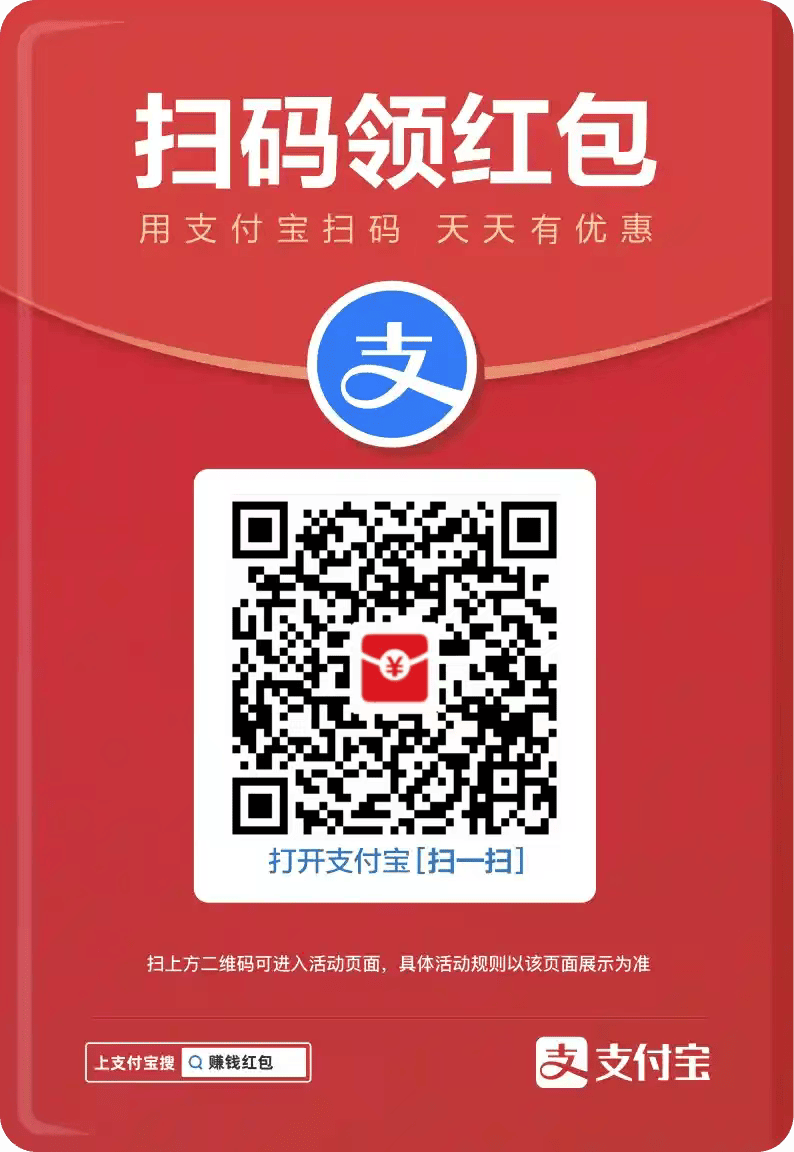 扫码领红包
用支付宝扫码 天天有优惠
支
¥
打开支付宝[扫一扫]
扫上方二维码可进入活动页面，具体活动规则以该页面展示为准
上支付宝搜 赚钱红包
支 支付宝